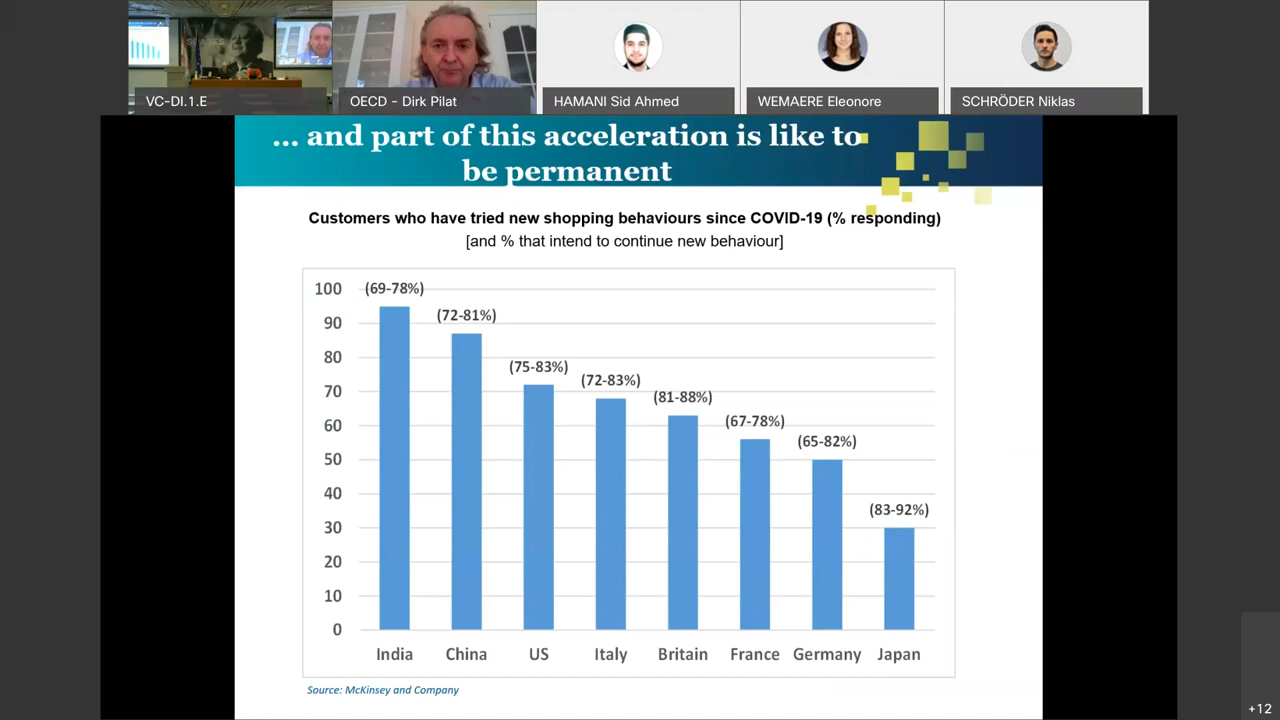 VC-DI.1.E
OECD - Dirk Pilat
HAMANI Sid Ahmed
WEMAERE Eleonore
SCHRÖDER Niklas
... and part of this acceleration is like to
be permanent
Customers who have tried new shopping behaviours since COVID-19 (% responding)
[and % that intend to continue new behaviour]
100
90
80
70
60
50
40
30
20
10
0
(69-78%)
(72-81%)
(75-83%)
(72-83%)
(81-88%)
(67-78%)
(65-82%)
(83-92%)
India China US Italy Britain France Germany Japan
Source: McKinsey and Company
+12